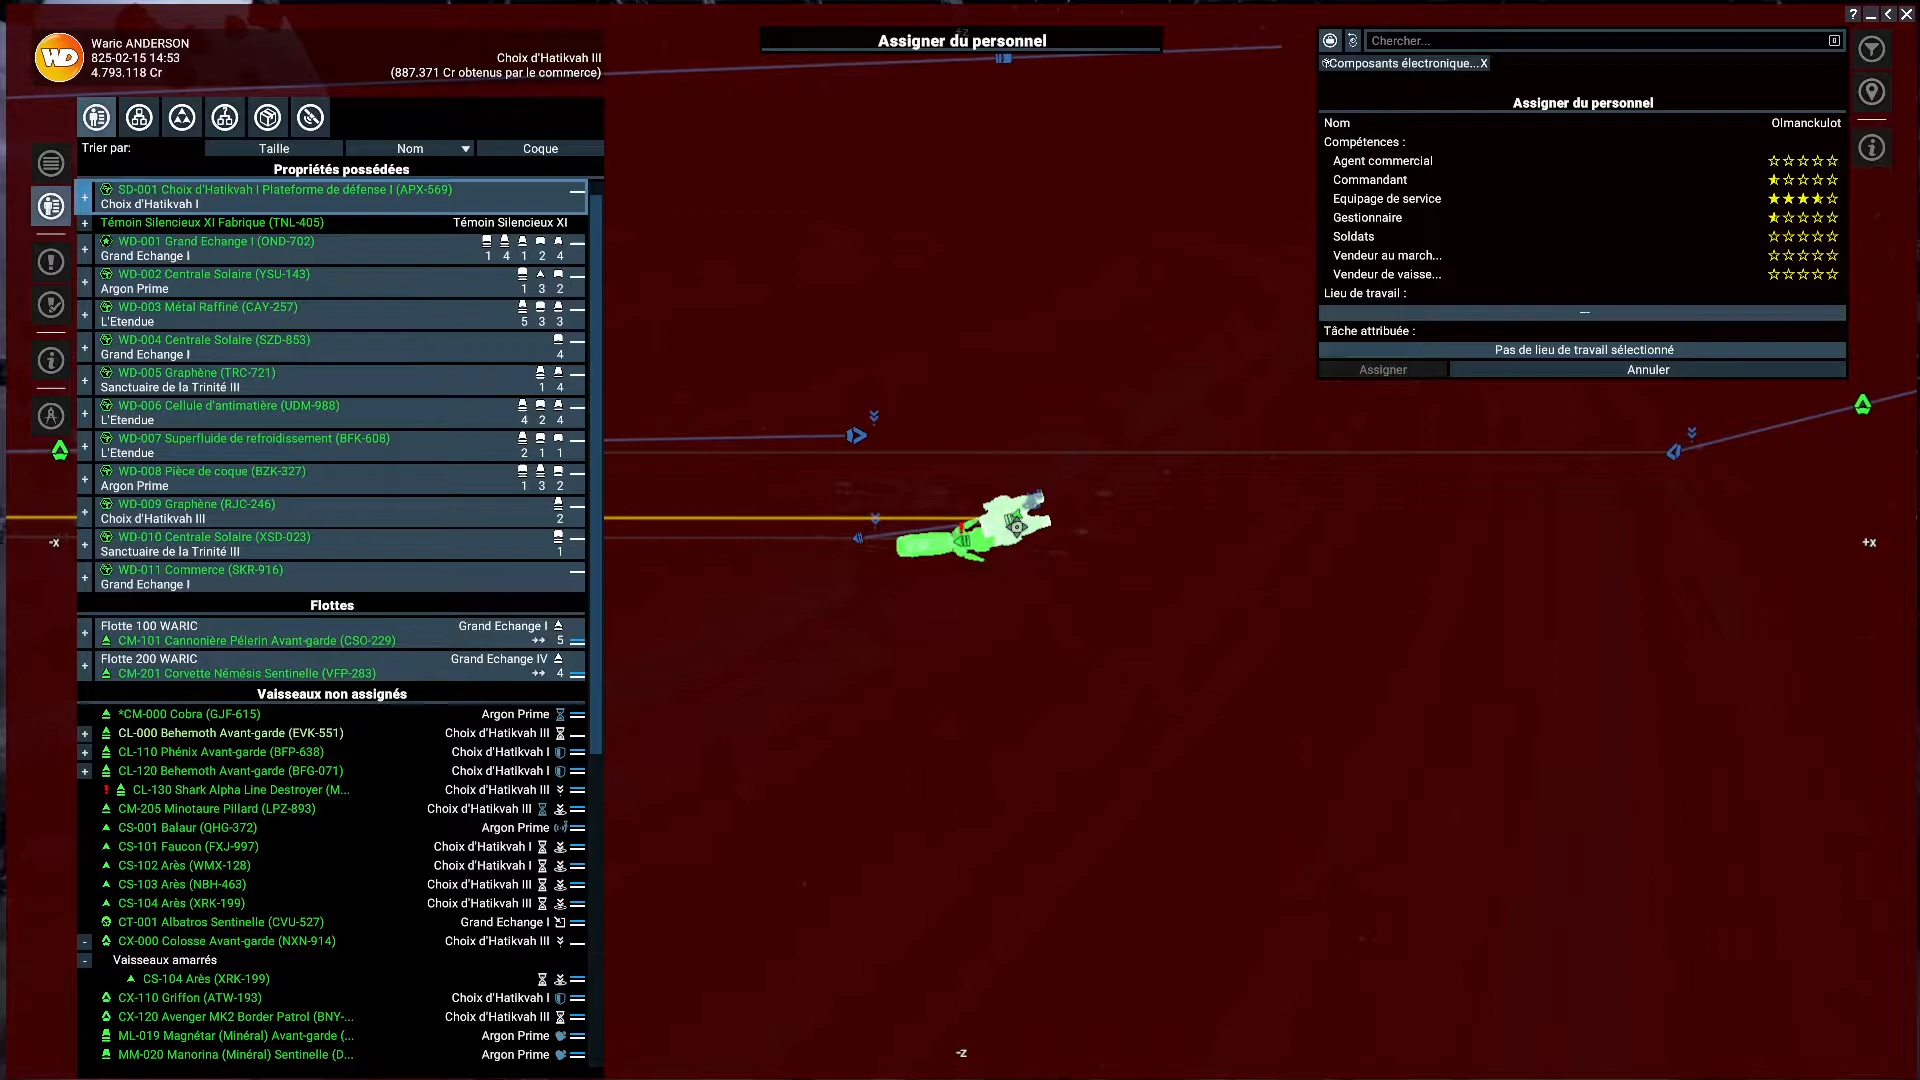 Waric ANDERSON
825-02-15 14:53
4.793.118 Cr
Choix d'Hatikvah III
(887.371 Cr obtenus par le commerce)
Trier par:
Taille
Nom
Coque
Propriétés possédées
SD-001 Choix d'Hatikvah I Plateforme de défense I (APX-569)
Choix d'Hatikvah I
Témoin Silencieux XI Fabrique (TNL-405) Témoin Silencieux XI
WD-001 Grand Echange I (OND-702)
Grand Echange I 1 4 1 2 4
WD-002 Centrale Solaire (YSU-143)
Argon Prime 1 3 2
WD-003 Métal Raffiné (CAY-257)
L'Etendue 5 3 3
WD-004 Centrale Solaire (SZD-853)
Grand Echange I 4
WD-005 Graphène (TRC-721)
Sanctuaire de la Trinité III 1 4
WD-006 Cellule d'antimatière (UDM-988)
L'Etendue 4 2 4
WD-007 Superfluide de refroidissement (BFK-608)
L'Etendue 2 1 1
WD-008 Pièce de coque (BZK-327)
Argon Prime 1 3 2
WD-009 Graphène (RJC-246)
Choix d'Hatikvah III 2
WD-010 Centrale Solaire (XSD-023)
Sanctuaire de la Trinité III 1
WD-011 Commerce (SKR-916)
Grand Echange I
Flottes
Flotte 100 WARIC Grand Echange I
CM-101 Cannonière Pélerin Avant-garde (CSO-229) 5
Flotte 200 WARIC Grand Echange IV
CM-201 Corvette Némésis Sentinelle (VFP-283) 4
Vaisseaux non assignés
*CM-000 Cobra (GJF-615) Argon Prime
CL-000 Behemoth Avant-garde (EVK-551) Choix d'Hatikvah III
CL-110 Phénix Avant-garde (BFP-638) Choix d'Hatikvah I
CL-120 Behemoth Avant-garde (BFG-071) Choix d'Hatikvah I
! CL-130 Shark Alpha Line Destroyer (M... Choix d'Hatikvah III
CM-205 Minotaure Pillard (LPZ-893) Choix d'Hatikvah III
CS-001 Balaur (QHG-372) Argon Prime
CS-101 Faucon (FXJ-997) Choix d'Hatikvah I
CS-102 Arès (WMX-128) Choix d'Hatikvah I
CS-103 Arès (NBH-463) Choix d'Hatikvah III
CS-104 Arès (XRK-199) Choix d'Hatikvah III
CT-001 Albatros Sentinelle (CVU-527) Grand Echange I
CX-000 Colosse Avant-garde (NXN-914) Choix d'Hatikvah III
Vaisseaux amarrés
CS-104 Arès (XRK-199)
CX-110 Griffon (ATW-193) Choix d'Hatikvah I
CX-120 Avenger MK2 Border Patrol (BNY-... Choix d'Hatikvah III
ML-019 Magnétar (Minéral) Avant-garde (... Argon Prime
MM-020 Manorina (Minéral) Sentinelle (D... Argon Prime
Assigner du personnel
-x
+x
-z
Chercher...
Composants électronique...X
Assigner du personnel
Nom Olmanckulot
Compétences :
Agent commercial
Commandant
Equipage de service
Gestionnaire
Soldats
Vendeur au march...
Vendeur de vaisse...
Lieu de travail :
---
Tâche attribuée :
Pas de lieu de travail sélectionné
Assigner
Annuler